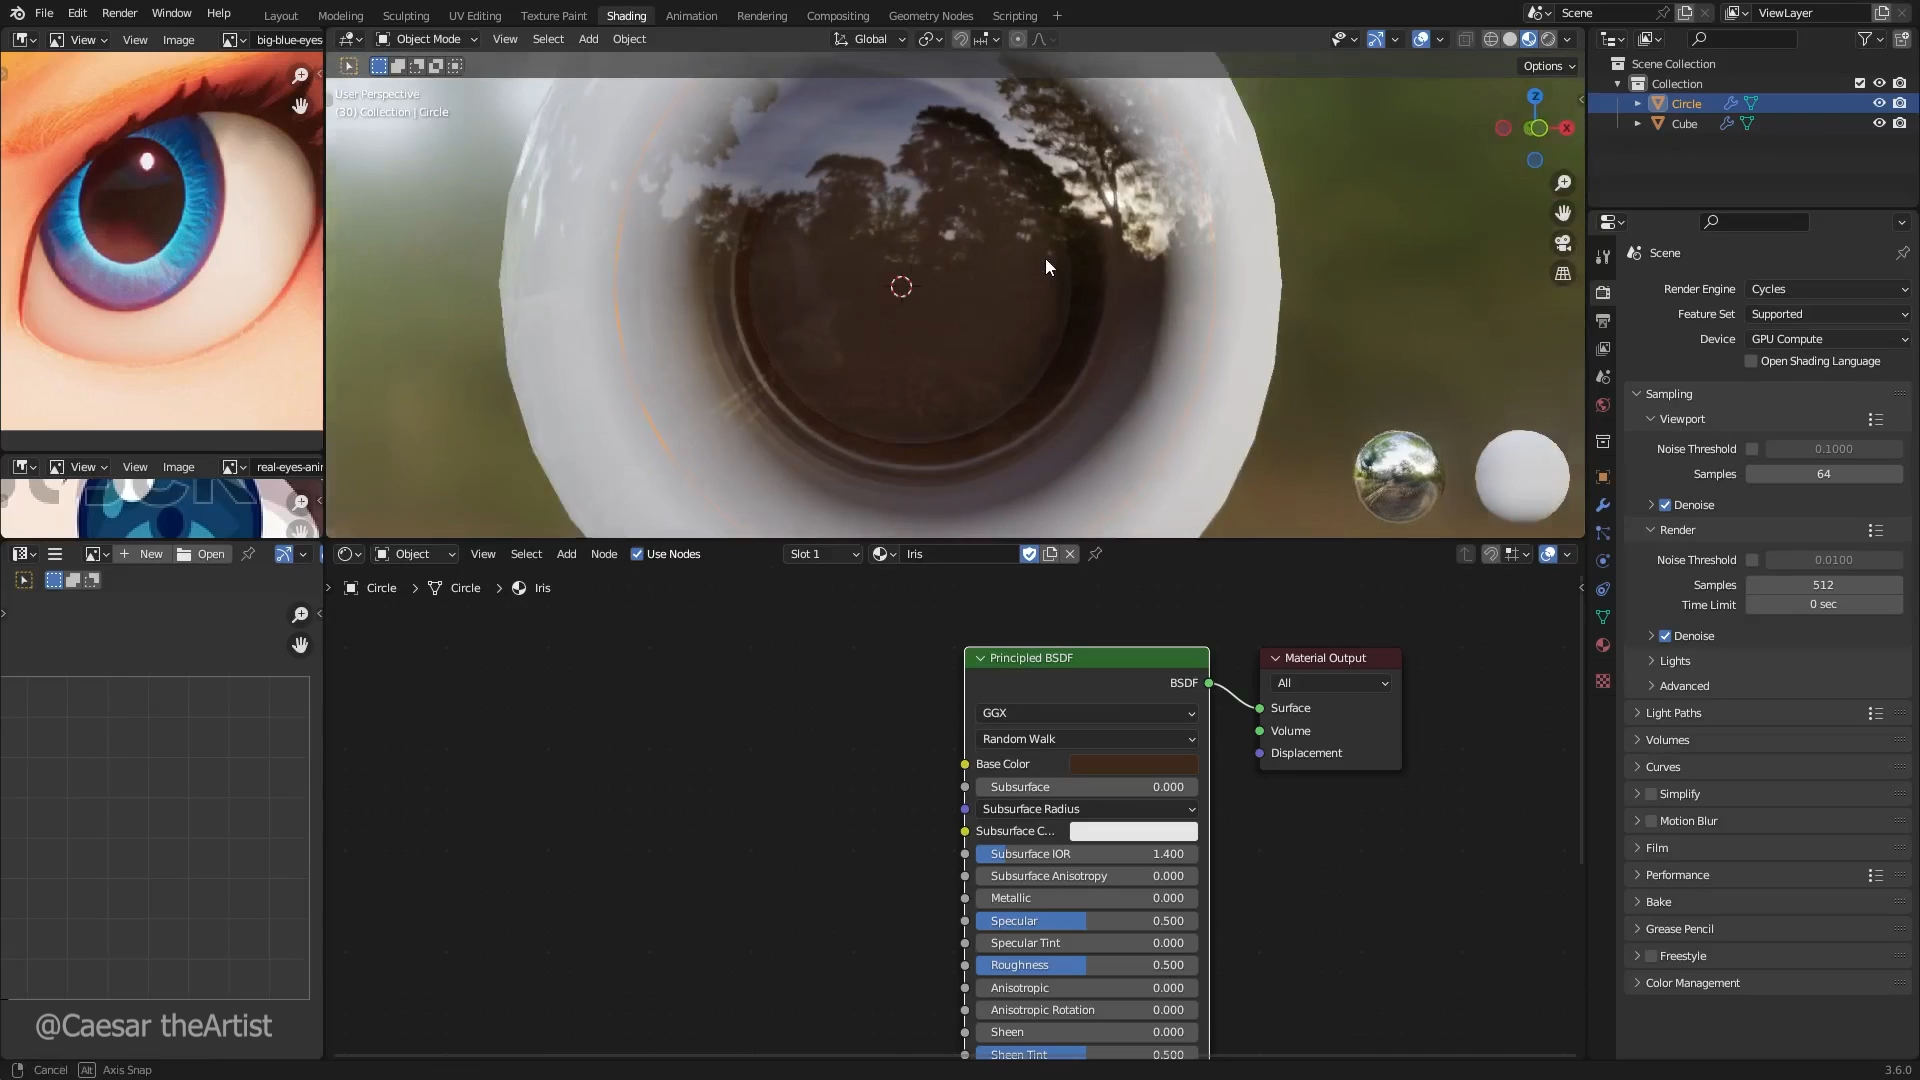 File Edit Render Window Help Layout Modeling Sculpting UV Editing Texture Paint Shading Animation Rendering Compositing Geometry Nodes Scripting + Scene ViewLayer
View View Image big-blue-eyes
Object Mode View Select Add Object Global
Options
User Perspective
(30) Collection | Circle
Z
X
Scene Collection
Collection
Circle
Cube
Scene
Render Engine Cycles
Feature Set Supported
Device GPU Compute
Open Shading Language
Sampling
Viewport
Noise Threshold 0.1000
Samples 64
Denoise
Render
Noise Threshold 0.0100
Samples 512
Time Limit 0 sec
Denoise
Lights
Advanced
Light Paths
Volumes
Curves
Simplify
Motion Blur
Film
Performance
Bake
Grease Pencil
Freestyle
Color Management
View View Image real-eyes-anir
New Open
Object View Select Add Node Use Nodes Slot 1 Iris
Circle > Circle > Iris
Principled BSDF
BSDF
GGX
Random Walk
Base Color
Subsurface 0.000
Subsurface Radius
Subsurface C...
Subsurface IOR 1.400
Subsurface Anisotropy 0.000
Metallic 0.000
Specular 0.500
Specular Tint 0.000
Roughness 0.500
Anisotropic 0.000
Anisotropic Rotation 0.000
Sheen 0.000
Sheen Tint 0.500
Material Output
All
Surface
Volume
Displacement
@Caesar theArtist
Cancel Alt Axis Snap 3.6.0